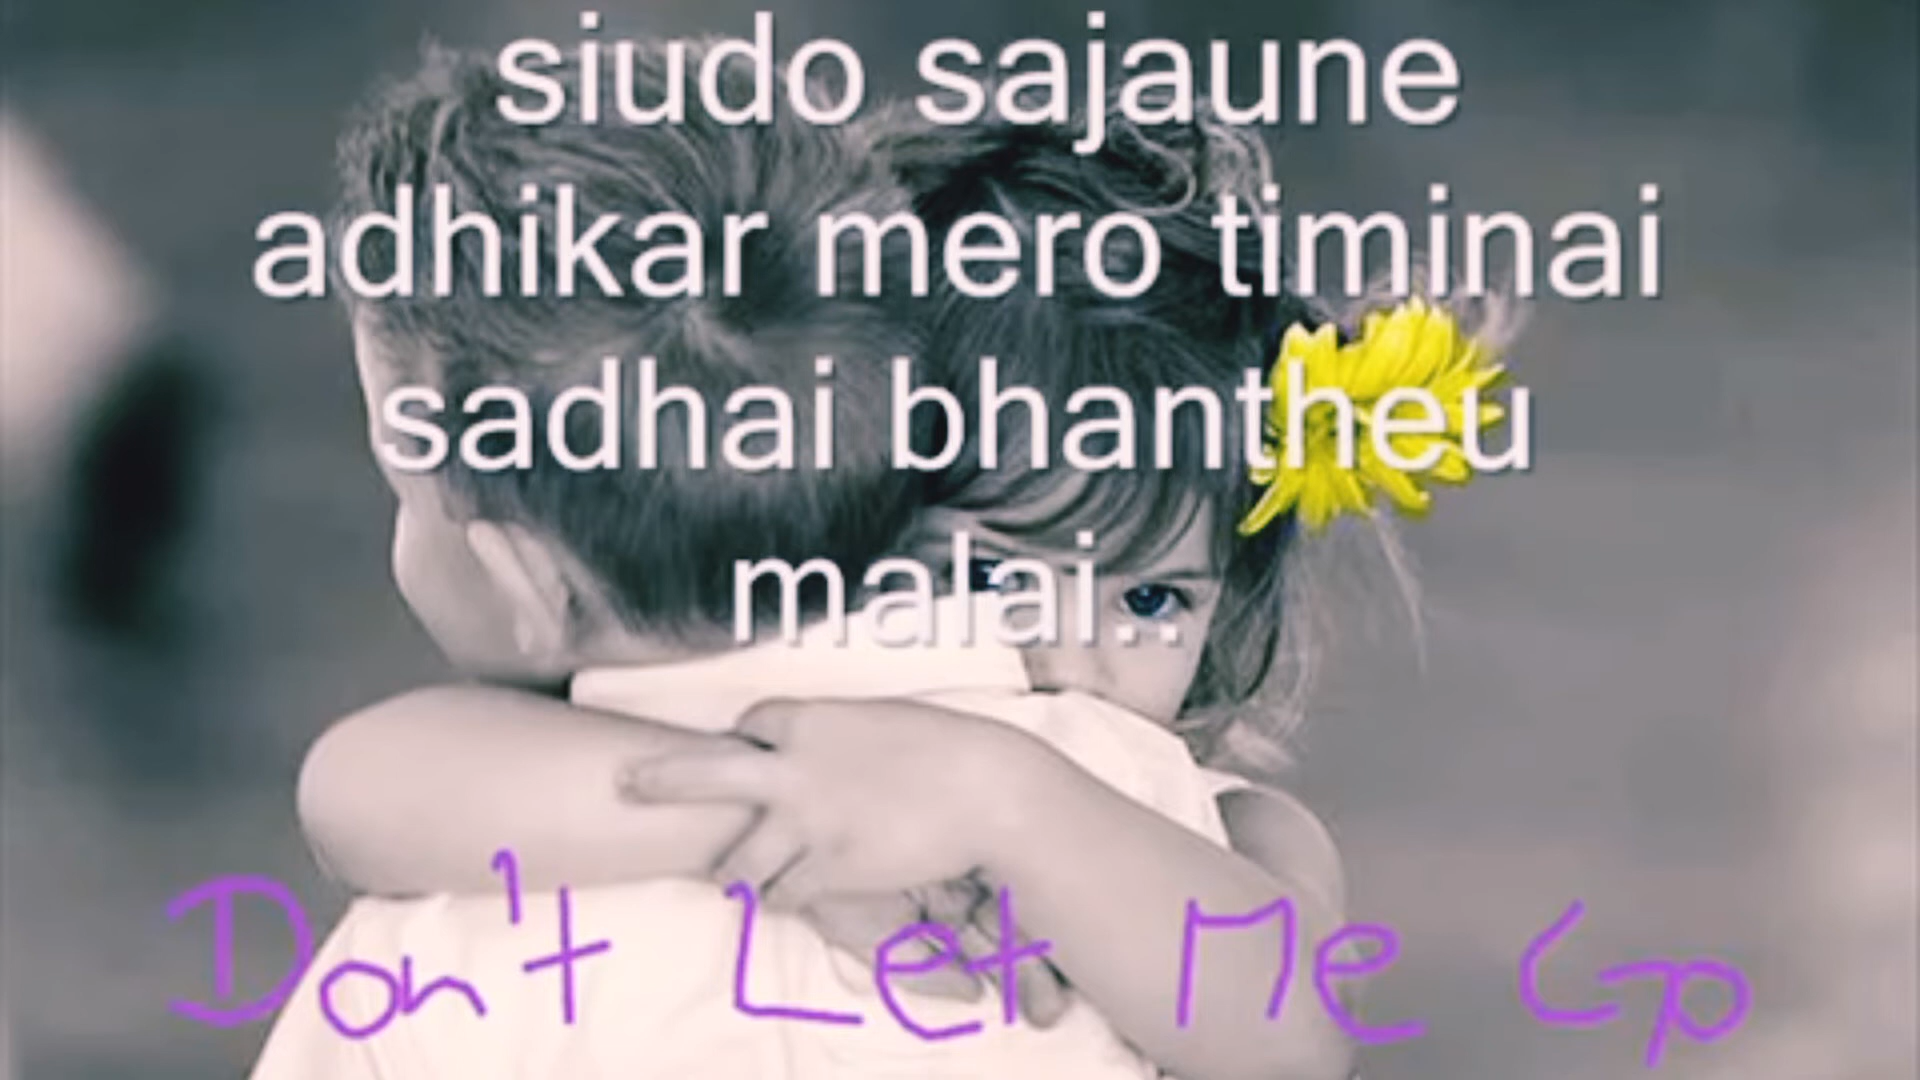 siudo sajaune
adhikar mero timinai
sadhai bhantheu
malai..
Don't Let Me Go